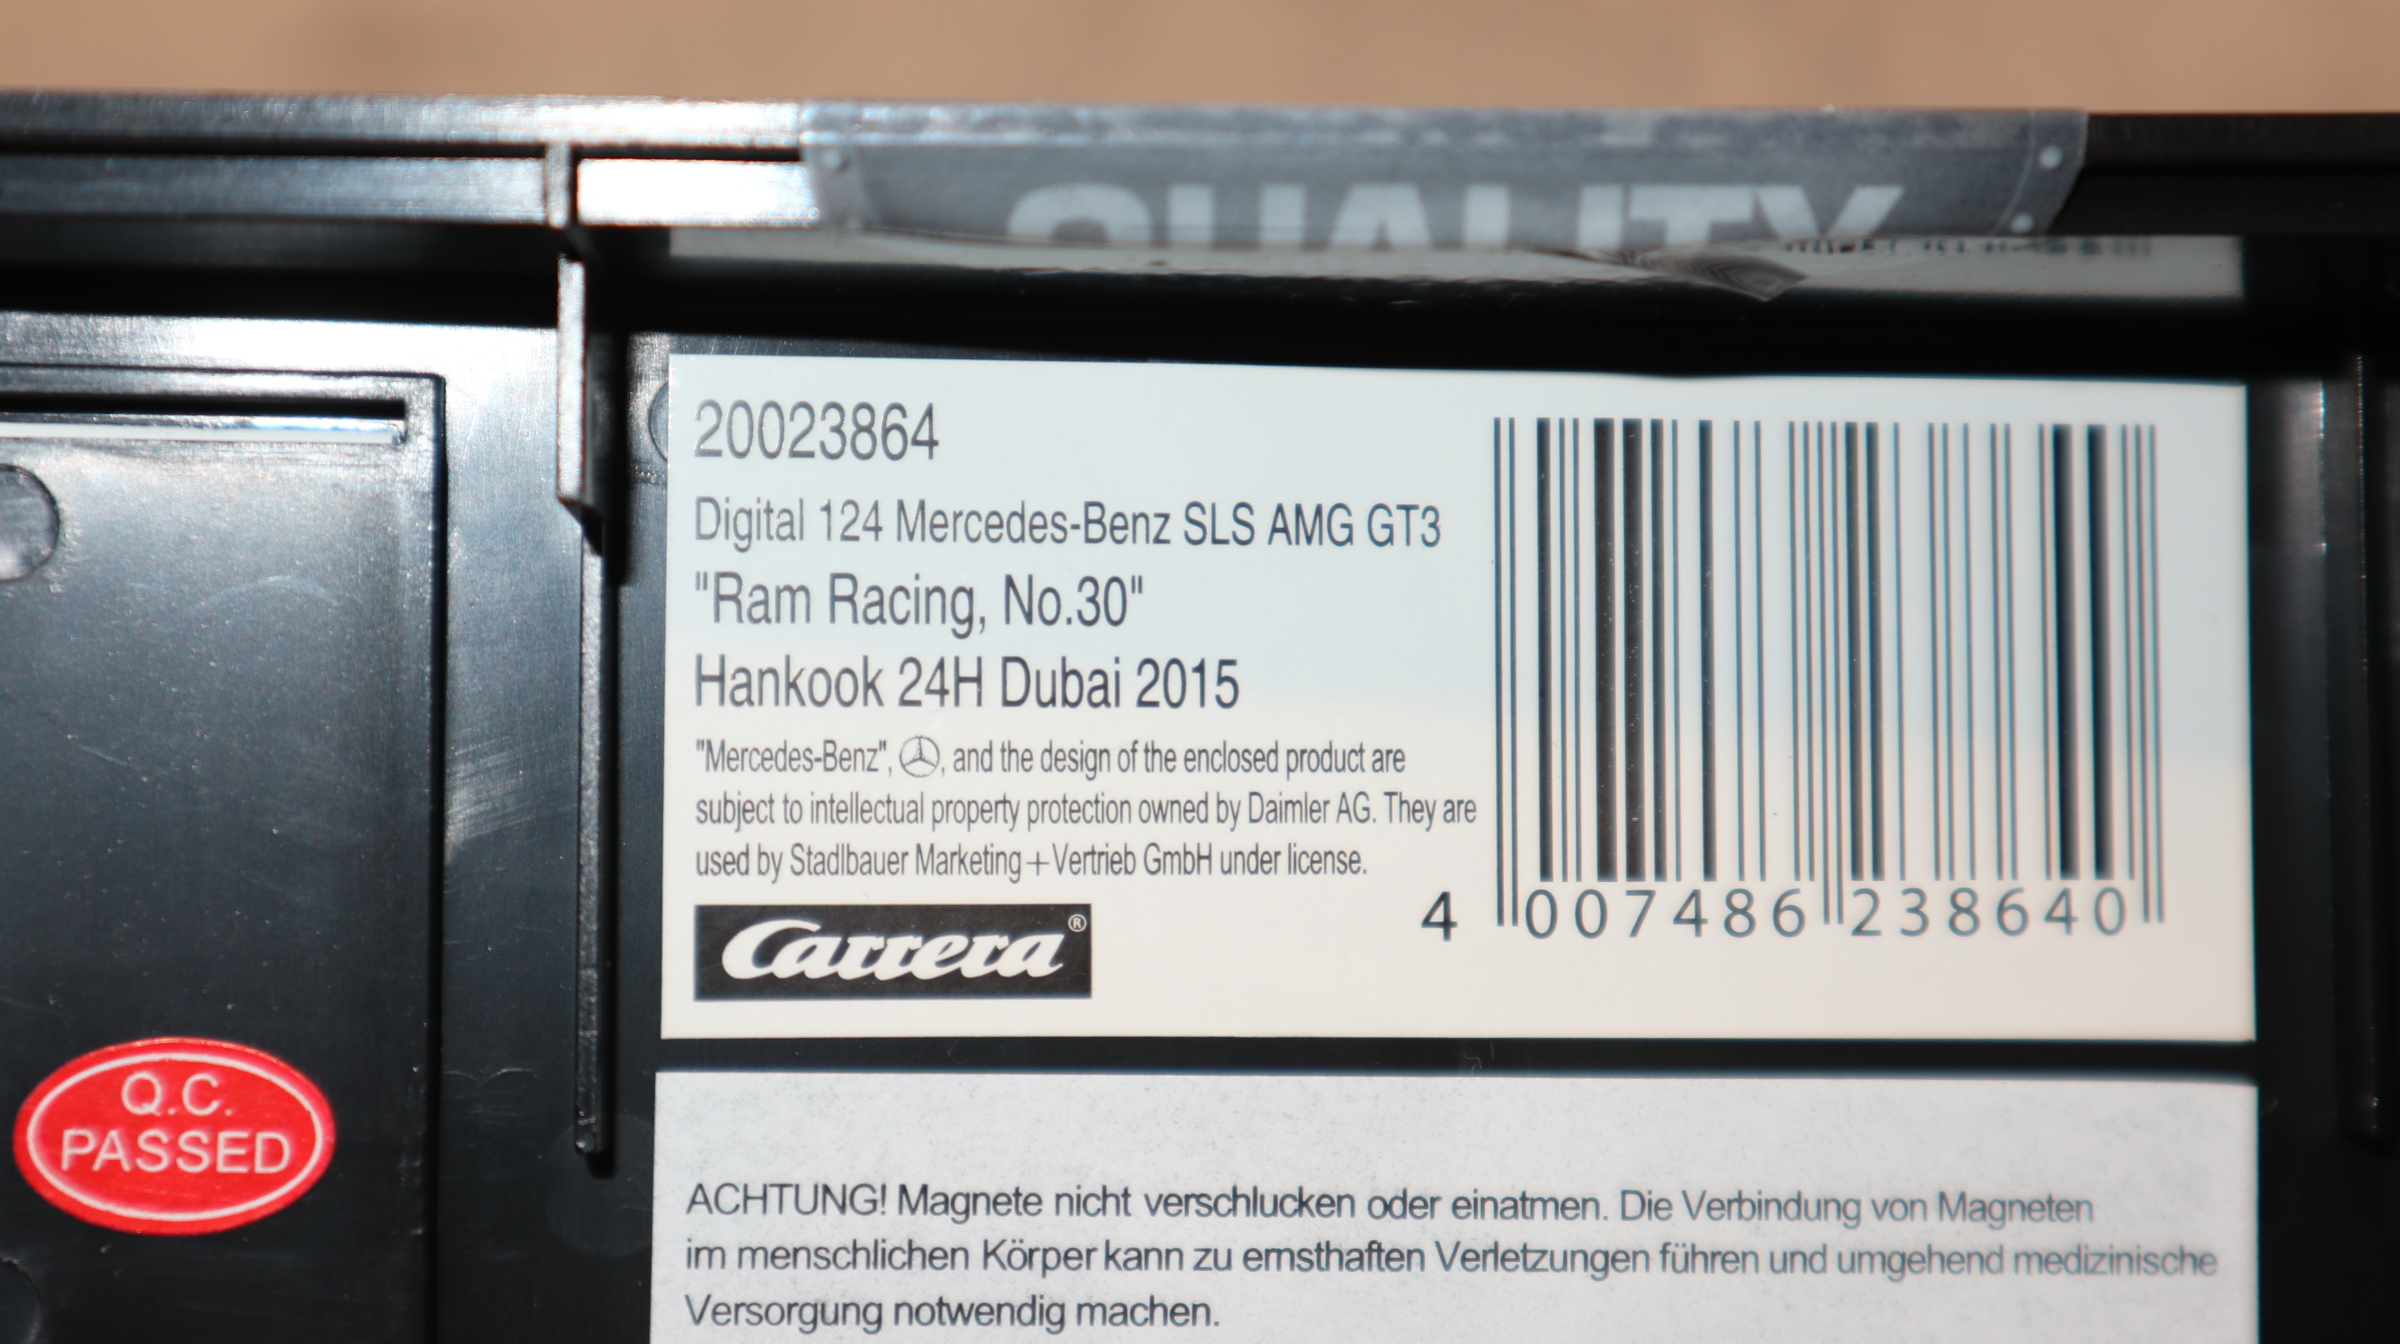 QUALITY
20023864
Digital 124 Mercedes-Benz SLS AMG GT3
"Ram Racing, No.30"
Hankook 24H Dubai 2015
"Mercedes-Benz", , and the design of the enclosed product are
subject to intellectual property protection owned by Daimler AG. They are
used by Stadlbauer Marketing+Vertrieb GmbH under license.
Carrera®
4 007486 238640
Q.C.
PASSED
ACHTUNG! Magnete nicht verschlucken oder einatmen. Die Verbindung von Magneten
im menschlichen Körper kann zu ernsthaften Verletzungen führen und umgehend medizinische
Versorgung notwendig machen.